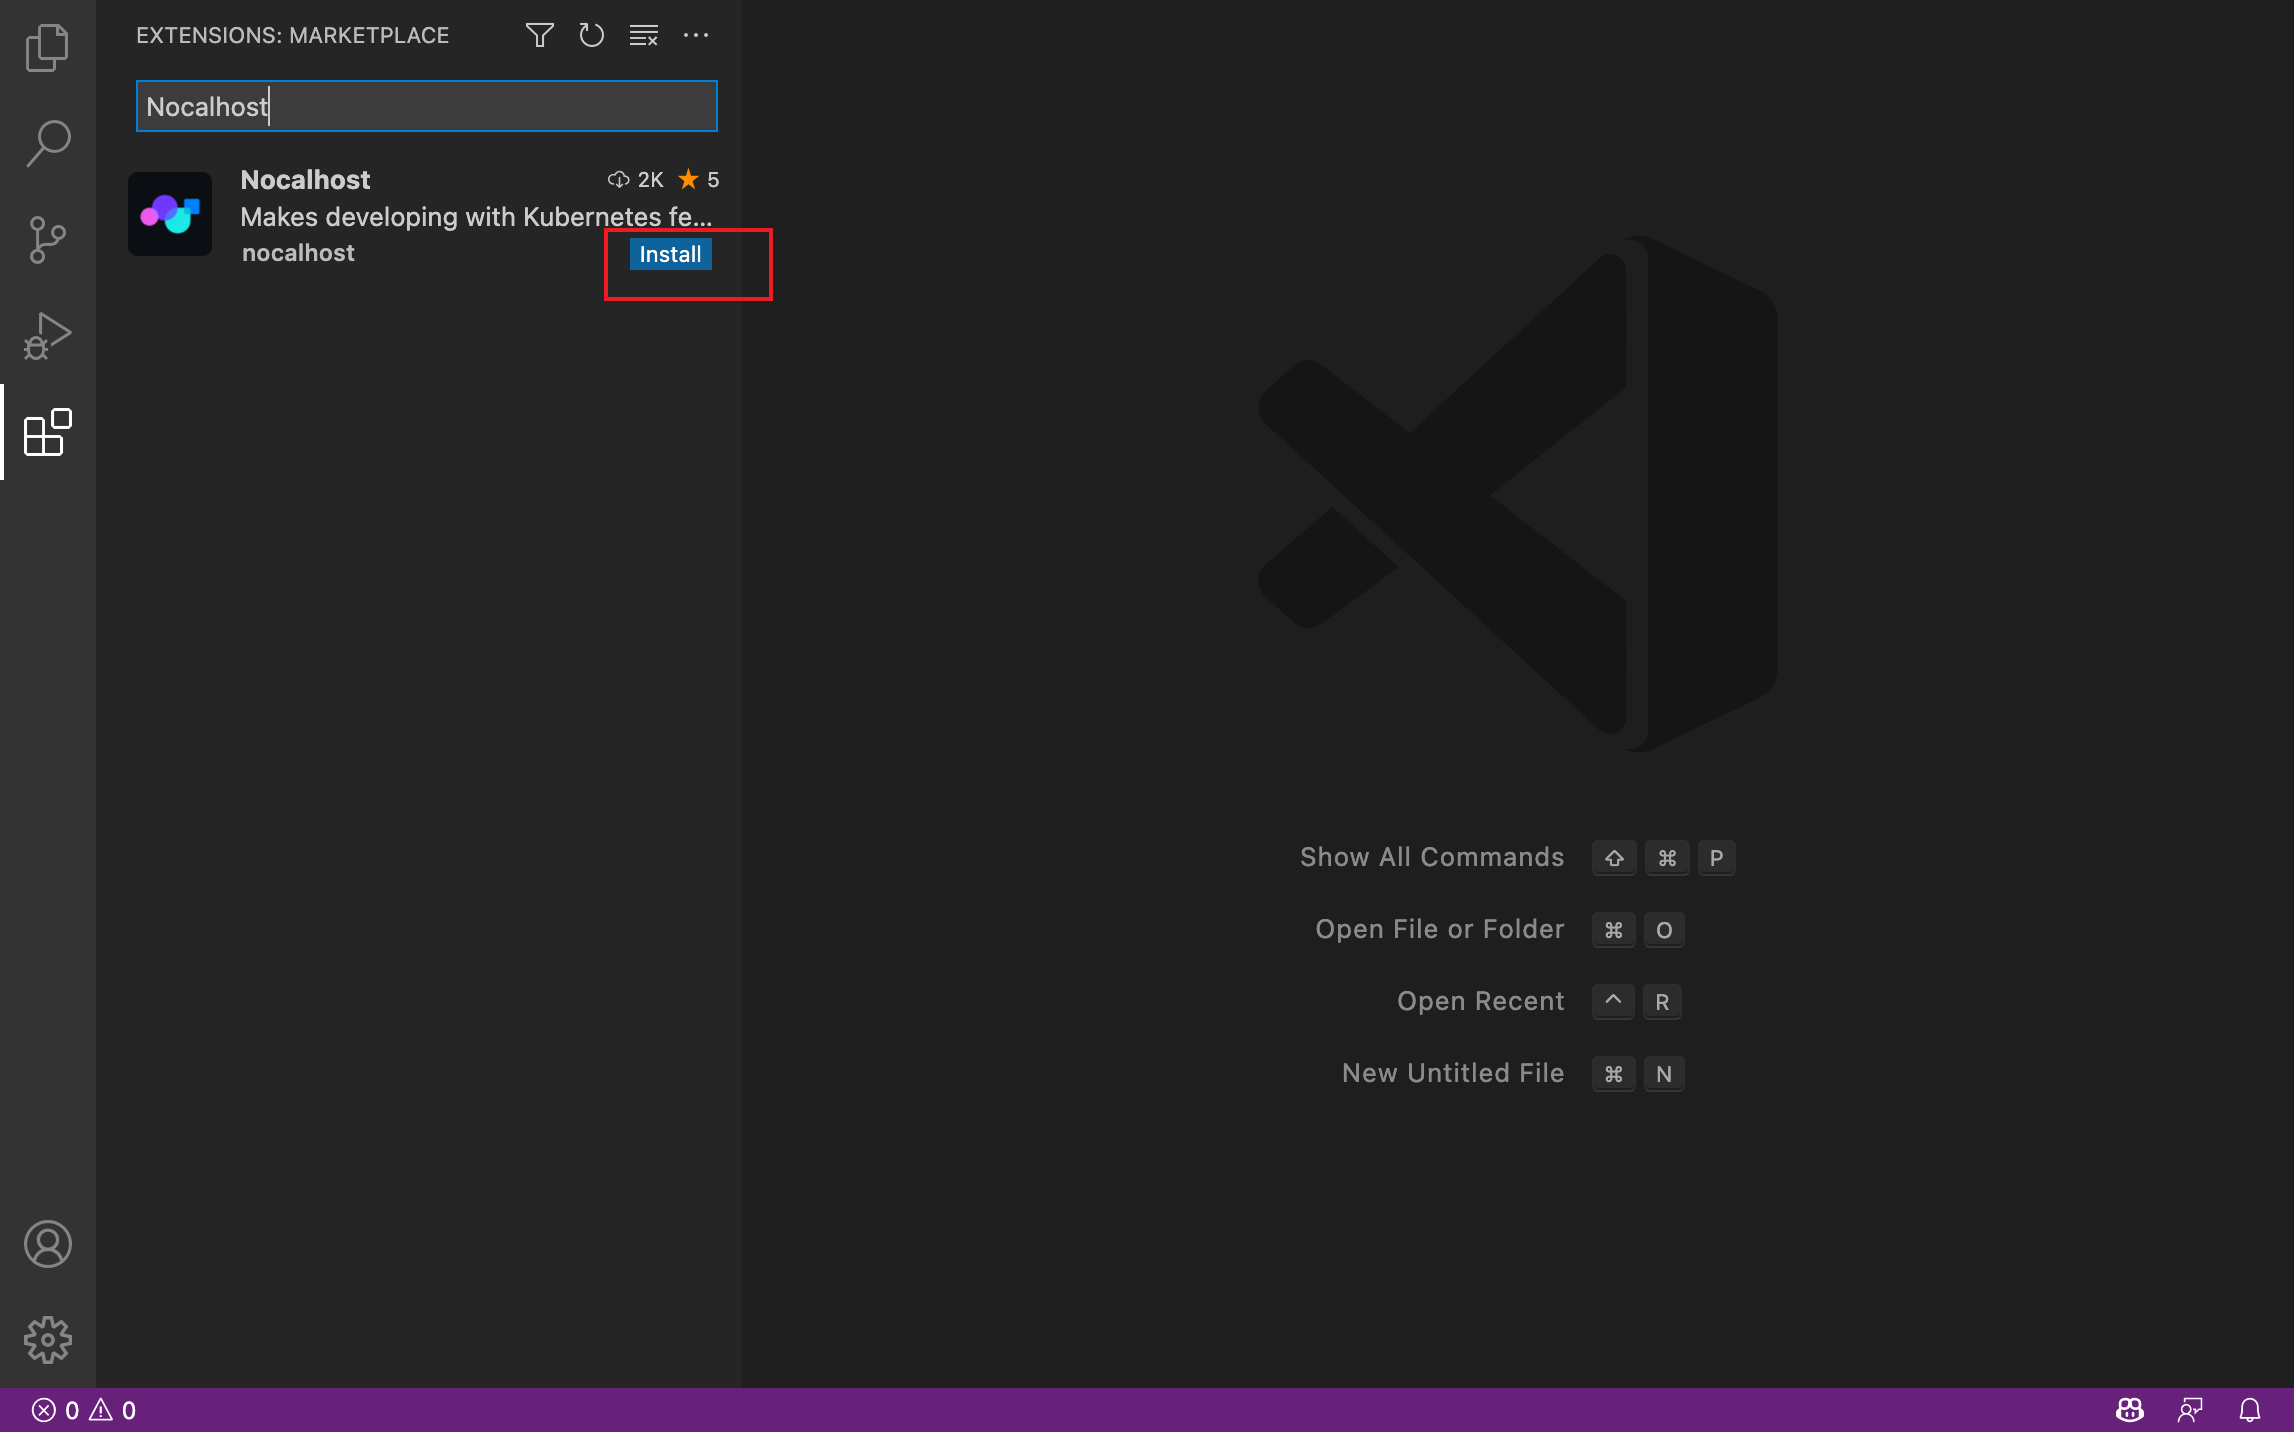 EXTENSIONS: MARKETPLACE
Nocalhost
Nocalhost 2K 5
Makes developing with Kubernetes fe...
nocalhost Install
Show All Commands ⇧ ⌘ P
Open File or Folder ⌘ O
Open Recent ^ R
New Untitled File ⌘ N
0 0